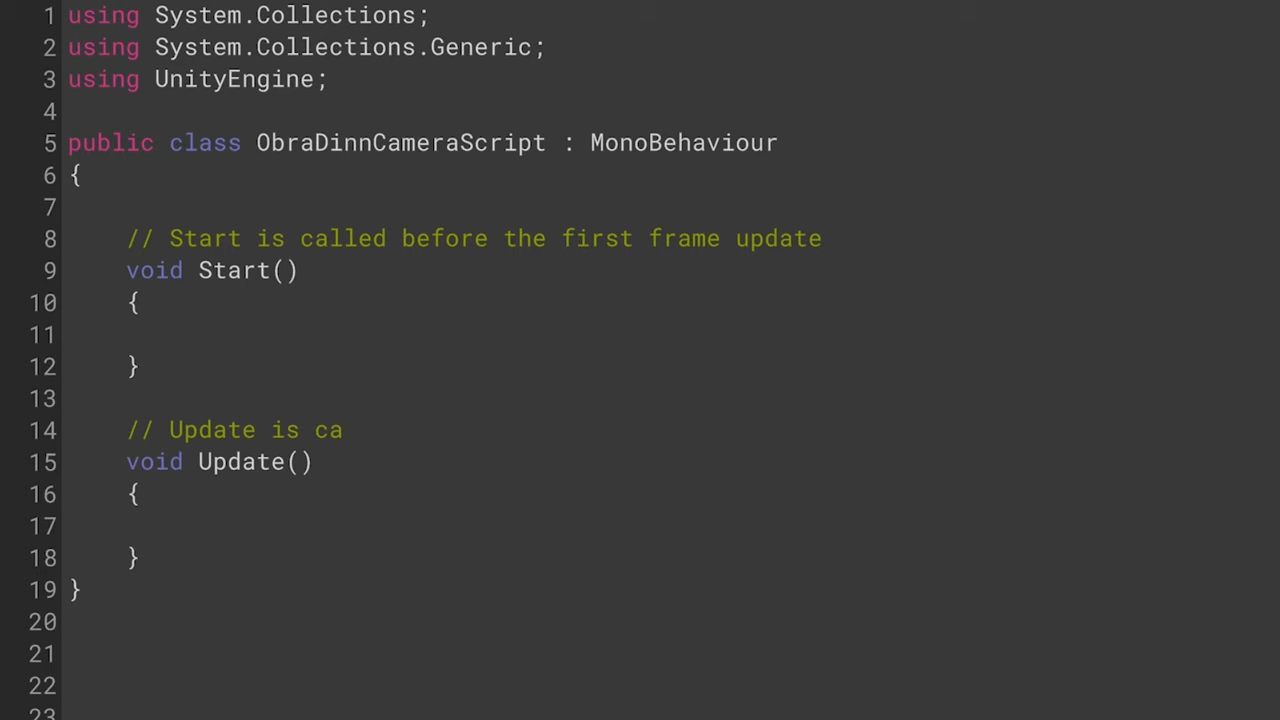 1 using System.Collections;
2 using System.Collections.Generic;
3 using UnityEngine;
4
5 public class ObraDinnCameraScript : MonoBehaviour
6 {
7
8     // Start is called before the first frame update
9     void Start()
10     {
11
12     }
13
14     // Update is ca
15     void Update()
16     {
17
18     }
19 }
20
21
22
23